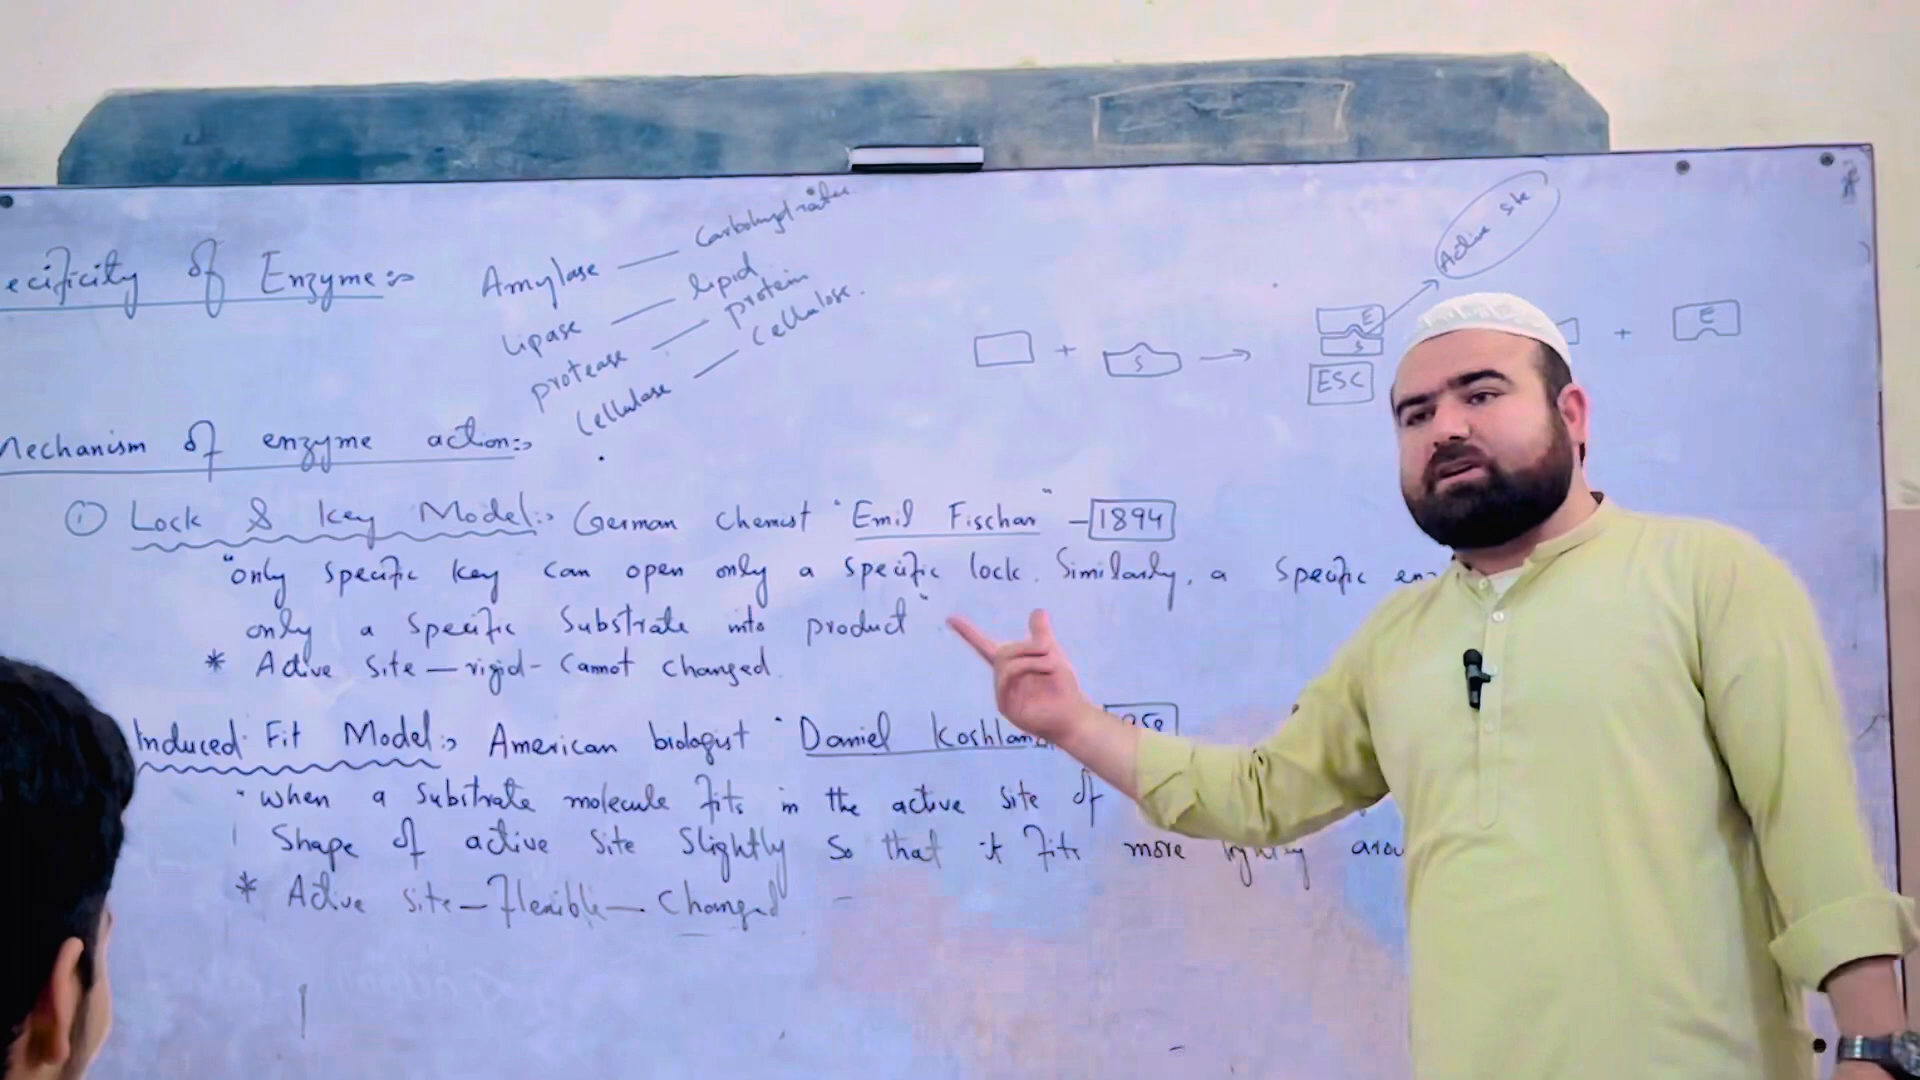 ecificity of Enzyme:>
Amylase — Carbohydrates
Lipase — lipid
protease — protein
Cellulase — Cellulose.
Active site
+ S → E S + E
ESC
Mechanism of enzyme action:>
① Lock & Key Model:> German Chemist "Emil Fischar" – 1894
"only specific key can open only a specific lock. Similarly, a specific en
only a specific Substrate into product"
* Active Site – rigid – Cannot changed.
Induced Fit Model:> American biologist "Daniel Koshlan
"When a Substrate molecule fits in the active site of
Shape of active site Slightly So that it fits more tightly arou
* Active site – Flexible – Changed –